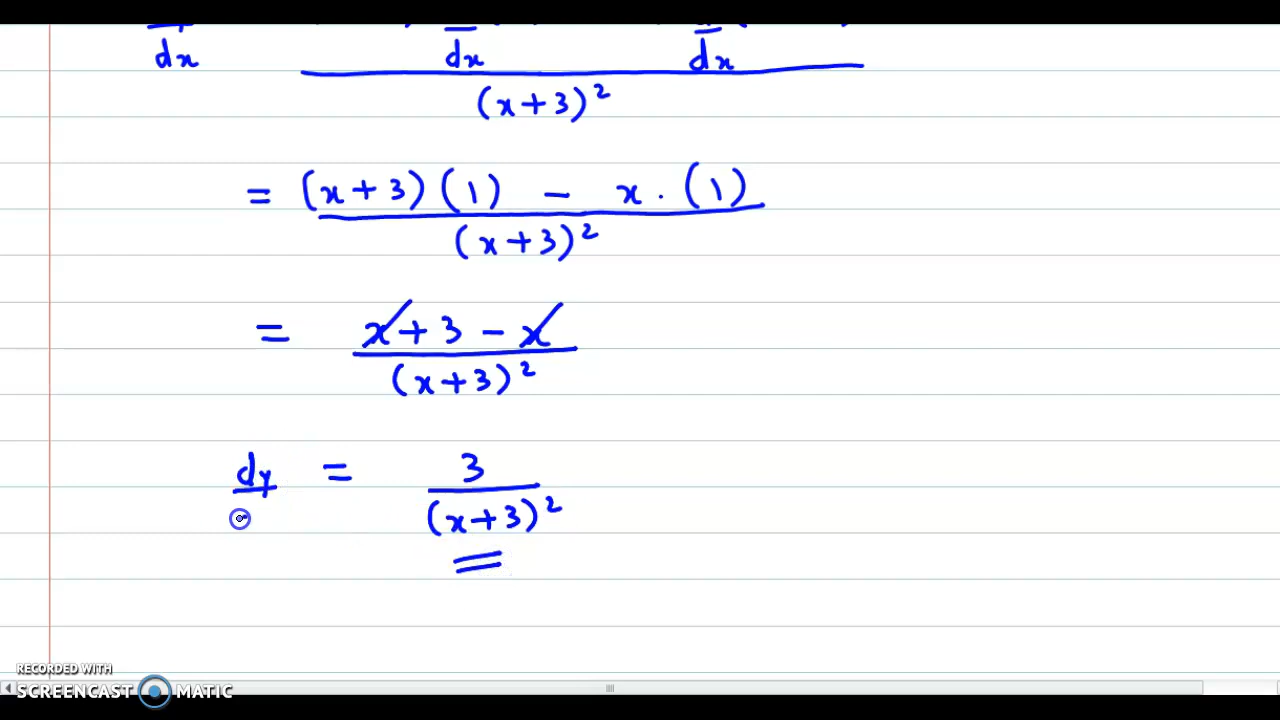 dx dx dx
(x+3)²
= (x+3)(1) − x.(1)
(x+3)²
= x+3−x
(x+3)²
dy = 3
(x+3)²
RECORDED WITH
SCREENCAST MATIC